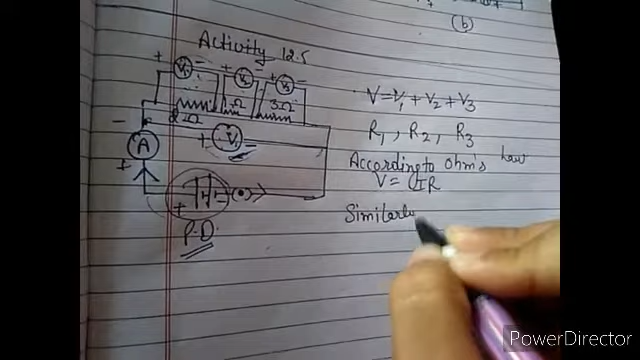 (b)
Activity 12.5
+ V₁ - + V₂ - + V₃ -
2Ω Ω 3Ω
- + V₁ -
A
+
+
P.D
V=V₁+V₂+V₃
R₁, R₂, R₃
According to Ohm's Law
V= IR
Similarly
PowerDirector